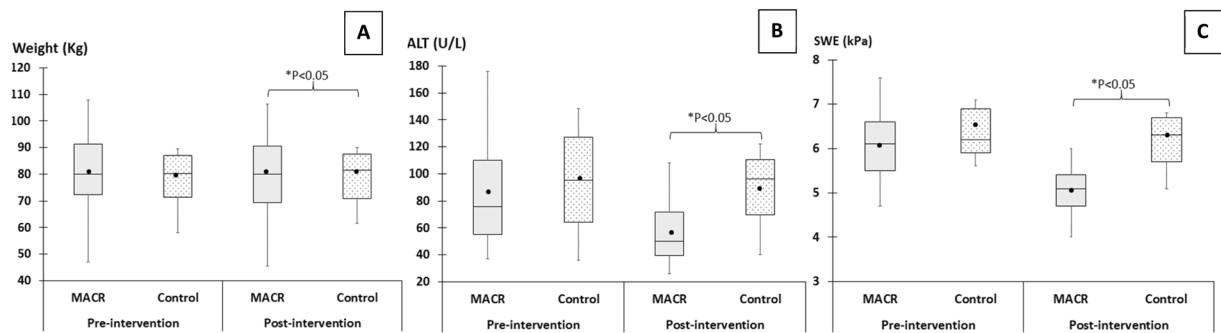 A
Weight (Kg)
120
110
100
90
80
70
60
50
40
*P<0.05
MACR Control MACR Control
Pre-intervention Post-intervention
B
ALT (U/L)
180
160
140
120
100
80
60
40
20
*P<0.05
MACR Control MACR Control
Pre-intervention Post-intervention
C
SWE (kPa)
8
7
6
5
4
3
*P<0.05
MACR Control MACR Control
Pre-intervention Post-intervention